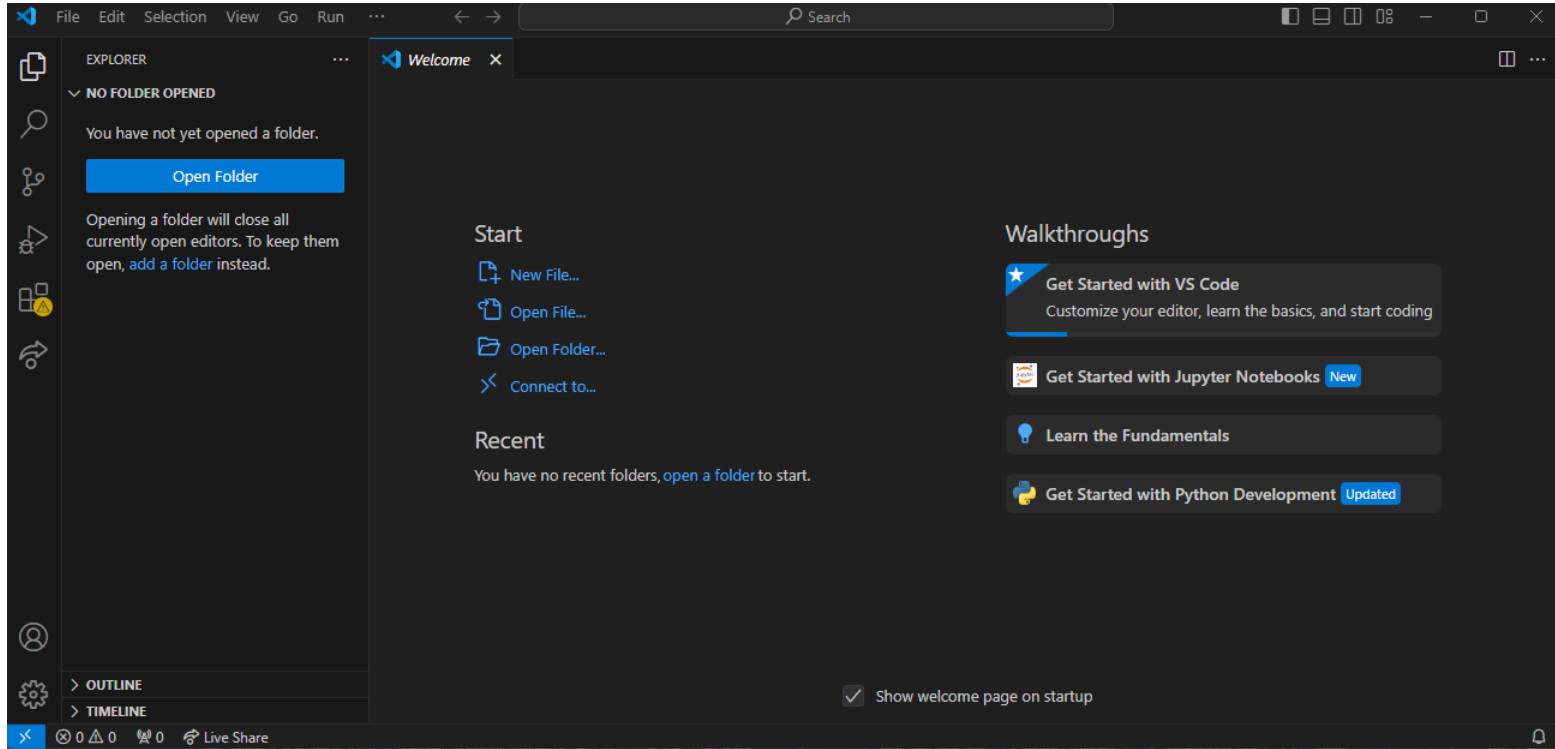 File Edit Selection View Go Run ···
Search
EXPLORER ···
NO FOLDER OPENED
You have not yet opened a folder.
Open Folder
Opening a folder will close all
currently open editors. To keep them
open, add a folder instead.
OUTLINE
TIMELINE
Welcome
Start
New File...
Open File...
Open Folder...
Connect to...
Recent
You have no recent folders, open a folder to start.
Walkthroughs
Get Started with VS Code
Customize your editor, learn the basics, and start coding
Get Started with Jupyter Notebooks New
Learn the Fundamentals
Get Started with Python Development Updated
Show welcome page on startup
0 0 0 Live Share